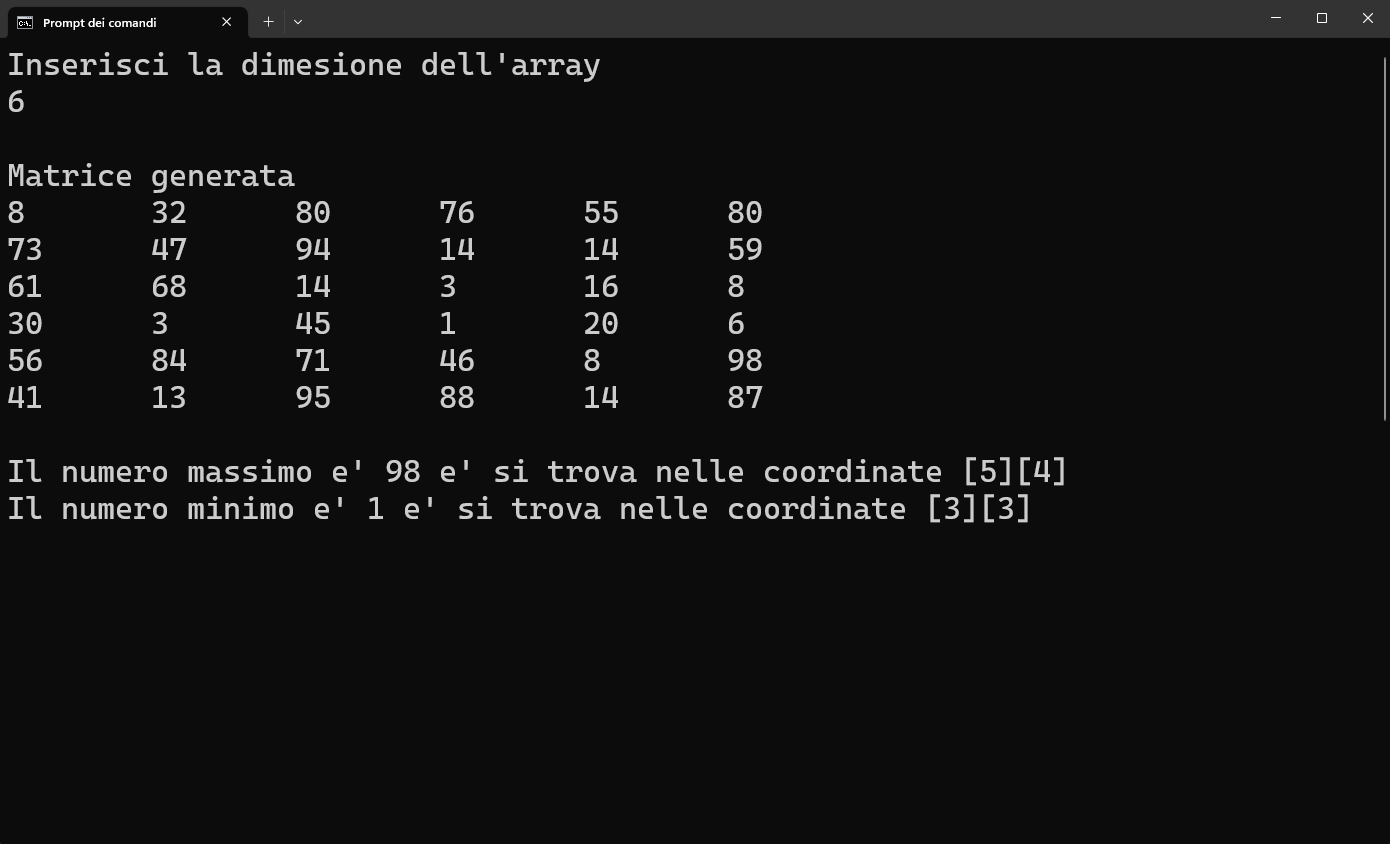 Prompt dei comandi
Inserisci la dimesione dell'array
6
Matrice generata
8 32 80 76 55 80
73 47 94 14 14 59
61 68 14 3 16 8
30 3 45 1 20 6
56 84 71 46 8 98
41 13 95 88 14 87
Il numero massimo e' 98 e' si trova nelle coordinate [5][4]
Il numero minimo e' 1 e' si trova nelle coordinate [3][3]